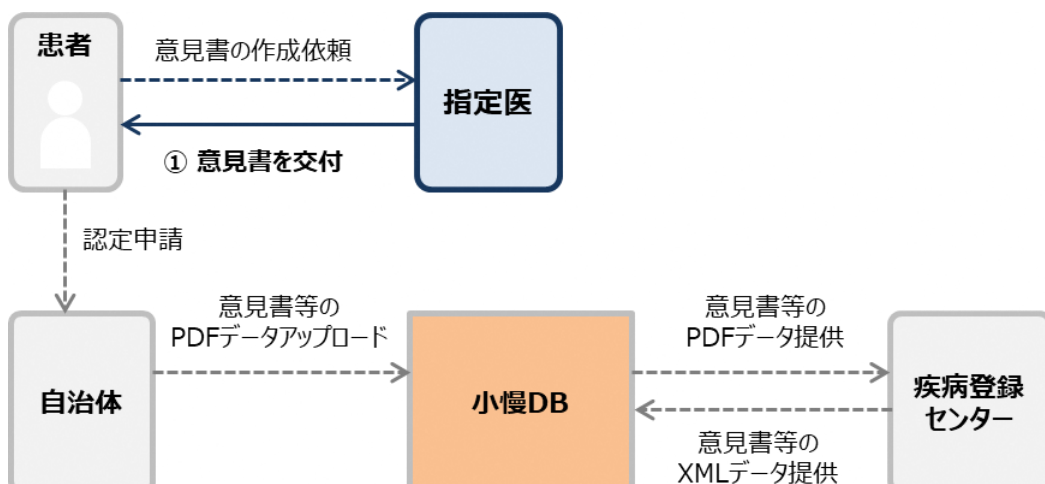 患者
意見書の作成依頼
指定医
① 意見書を交付
認定申請
意見書等の
PDFデータアップロード
意見書等の
PDFデータ提供
自治体
小慢DB
疾病登録
センター
意見書等の
XMLデータ提供